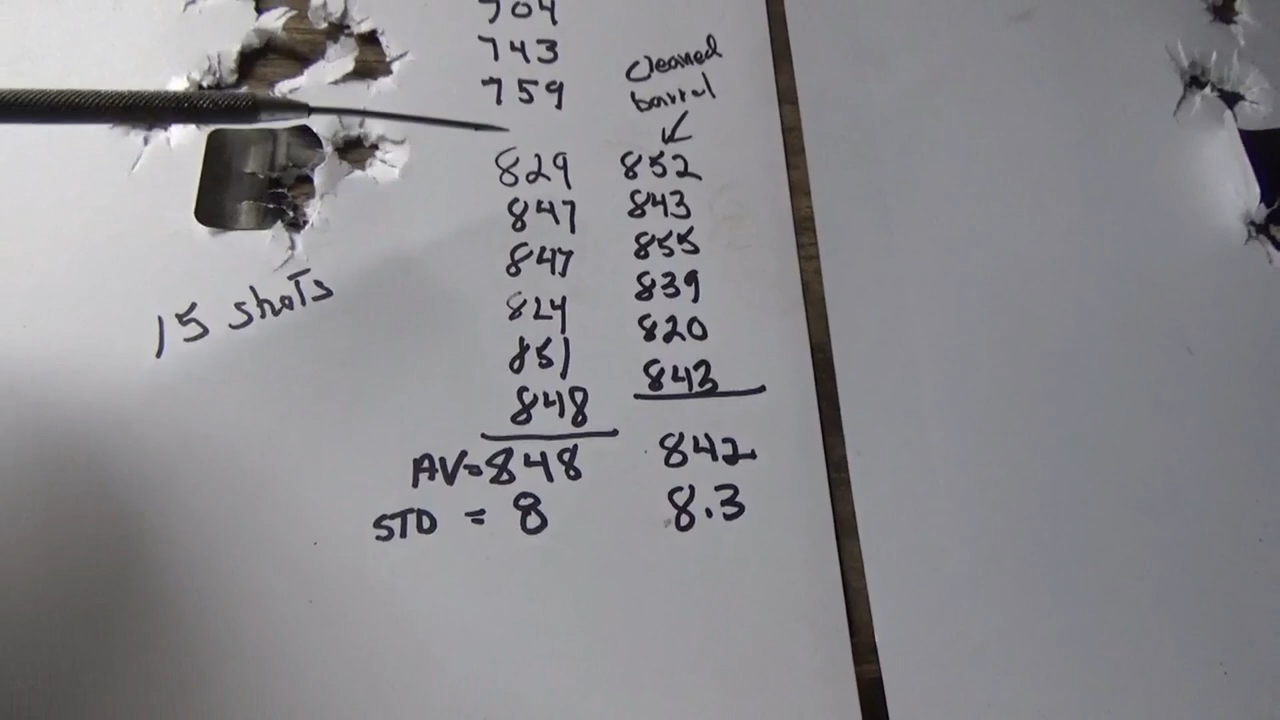 704
743
759
cleaned
barrel
829 852
847 843
847 855
824 839
851 820
848 843
AV=848 842
STD = 8 8.3
15 shots